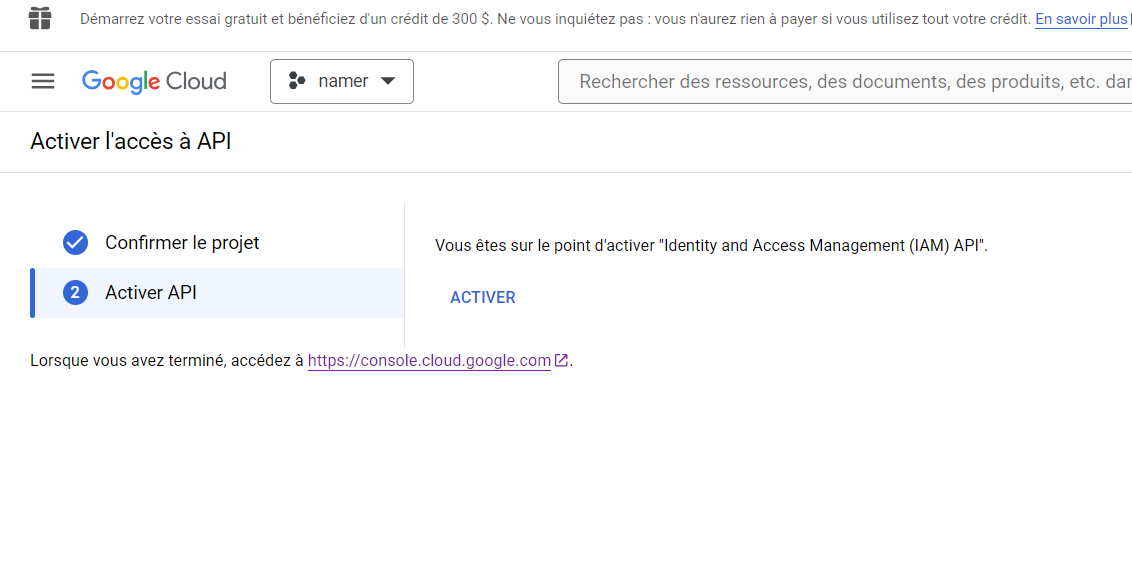 Démarrez votre essai gratuit et bénéficiez d'un crédit de 300 $. Ne vous inquiétez pas : vous n'aurez rien à payer si vous utilisez tout votre crédit. En savoir plus
Google Cloud
namer
Rechercher des ressources, des documents, des produits, etc. dar
Activer l'accès à API
Confirmer le projet
2 Activer API
Vous êtes sur le point d'activer "Identity and Access Management (IAM) API".
ACTIVER
Lorsque vous avez terminé, accédez à https://console.cloud.google.com.